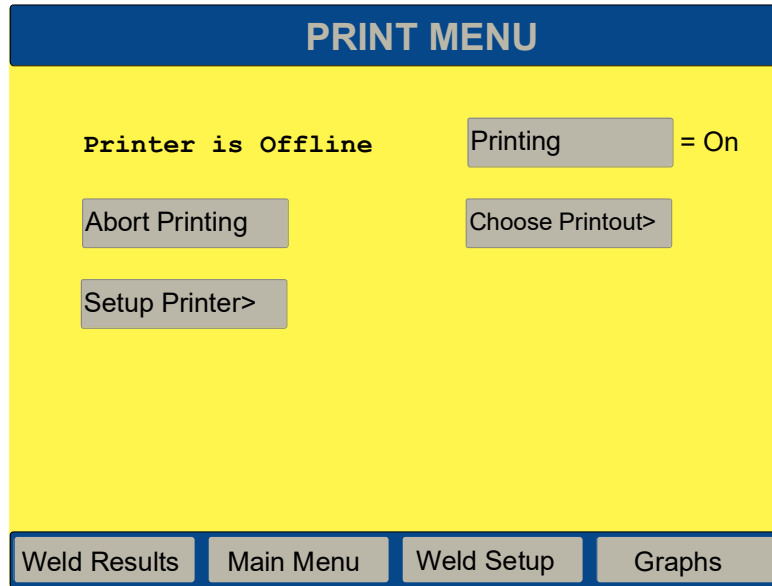 PRINT MENU
Printer is Offline
Printing = On
Abort Printing
Choose Printout>
Setup Printer>
Weld Results
Main Menu
Weld Setup
Graphs